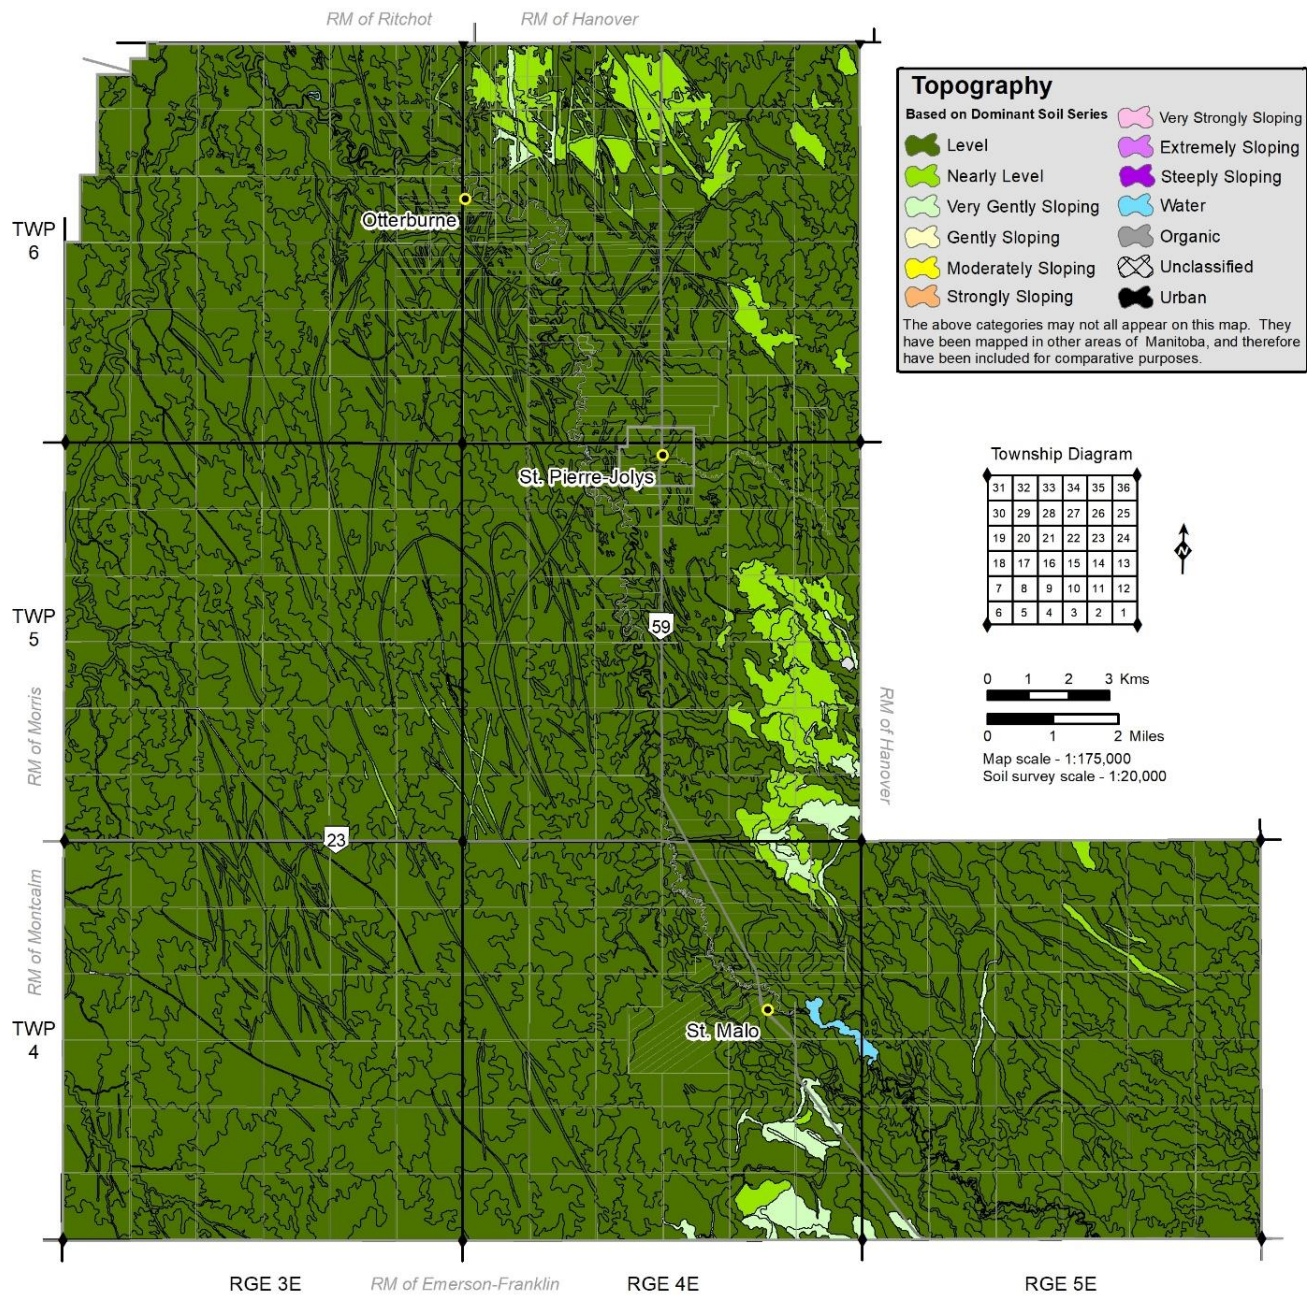 RM of Ritchot
RM of Hanover
Topography
Based on Dominant Soil Series
Level
Nearly Level
Very Gently Sloping
Gently Sloping
Moderately Sloping
Strongly Sloping
Very Strongly Sloping
Extremely Sloping
Steeply Sloping
Water
Organic
Unclassified
Urban
The above categories may not all appear on this map. They
have been mapped in other areas of Manitoba, and therefore
have been included for comparative purposes.
TWP
6
Otterburne
St. Pierre-Jolys
Township Diagram
31 32 33 34 35 36
30 29 28 27 26 25
19 20 21 22 23 24
18 17 16 15 14 13
7 8 9 10 11 12
6 5 4 3 2 1
N
TWP
5
59
0 1 2 3 Kms
0 1 2 Miles
Map scale - 1:175,000
Soil survey scale - 1:20,000
RM of Morris
RM of Hanover
23
RM of Montcalm
TWP
4
St. Malo
RGE 3E
RM of Emerson-Franklin
RGE 4E
RGE 5E